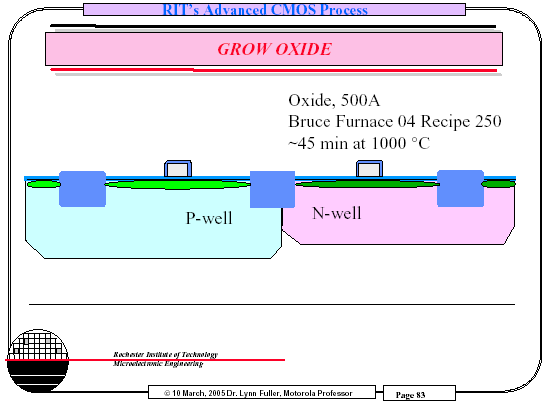 RIT's Advanced CMOS Process
GROW OXIDE
Oxide, 500A
Bruce Furnace 04 Recipe 250
~45 min at 1000 °C
P-well
N-well
Rochester Institute of Technology
Microelectronic Engineering
© 10 March, 2005 Dr. Lynn Fuller, Motorola Professor
Page 83